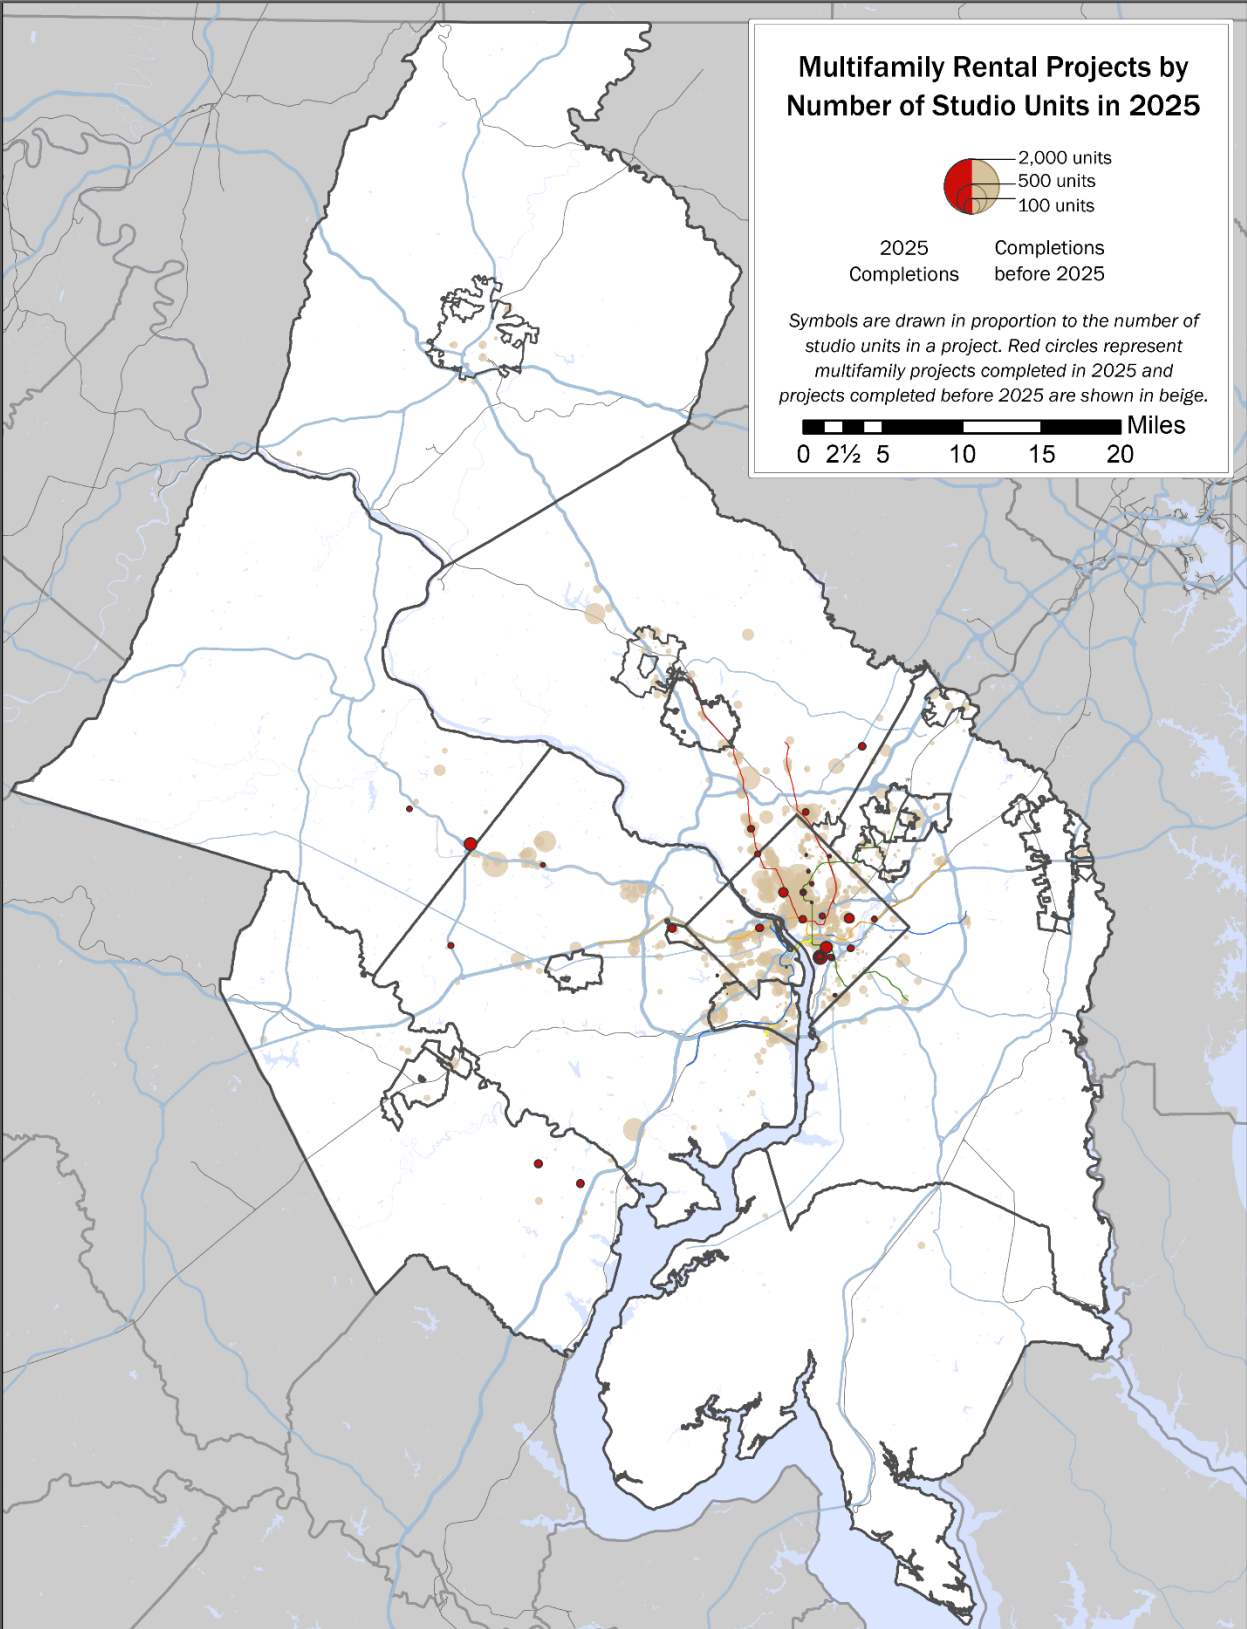 Multifamily Rental Projects by
Number of Studio Units in 2025
2,000 units
500 units
100 units
2025
Completions
Completions
before 2025
Symbols are drawn in proportion to the number of
studio units in a project. Red circles represent
multifamily projects completed in 2025 and
projects completed before 2025 are shown in beige.
Miles
0 2½ 5 10 15 20